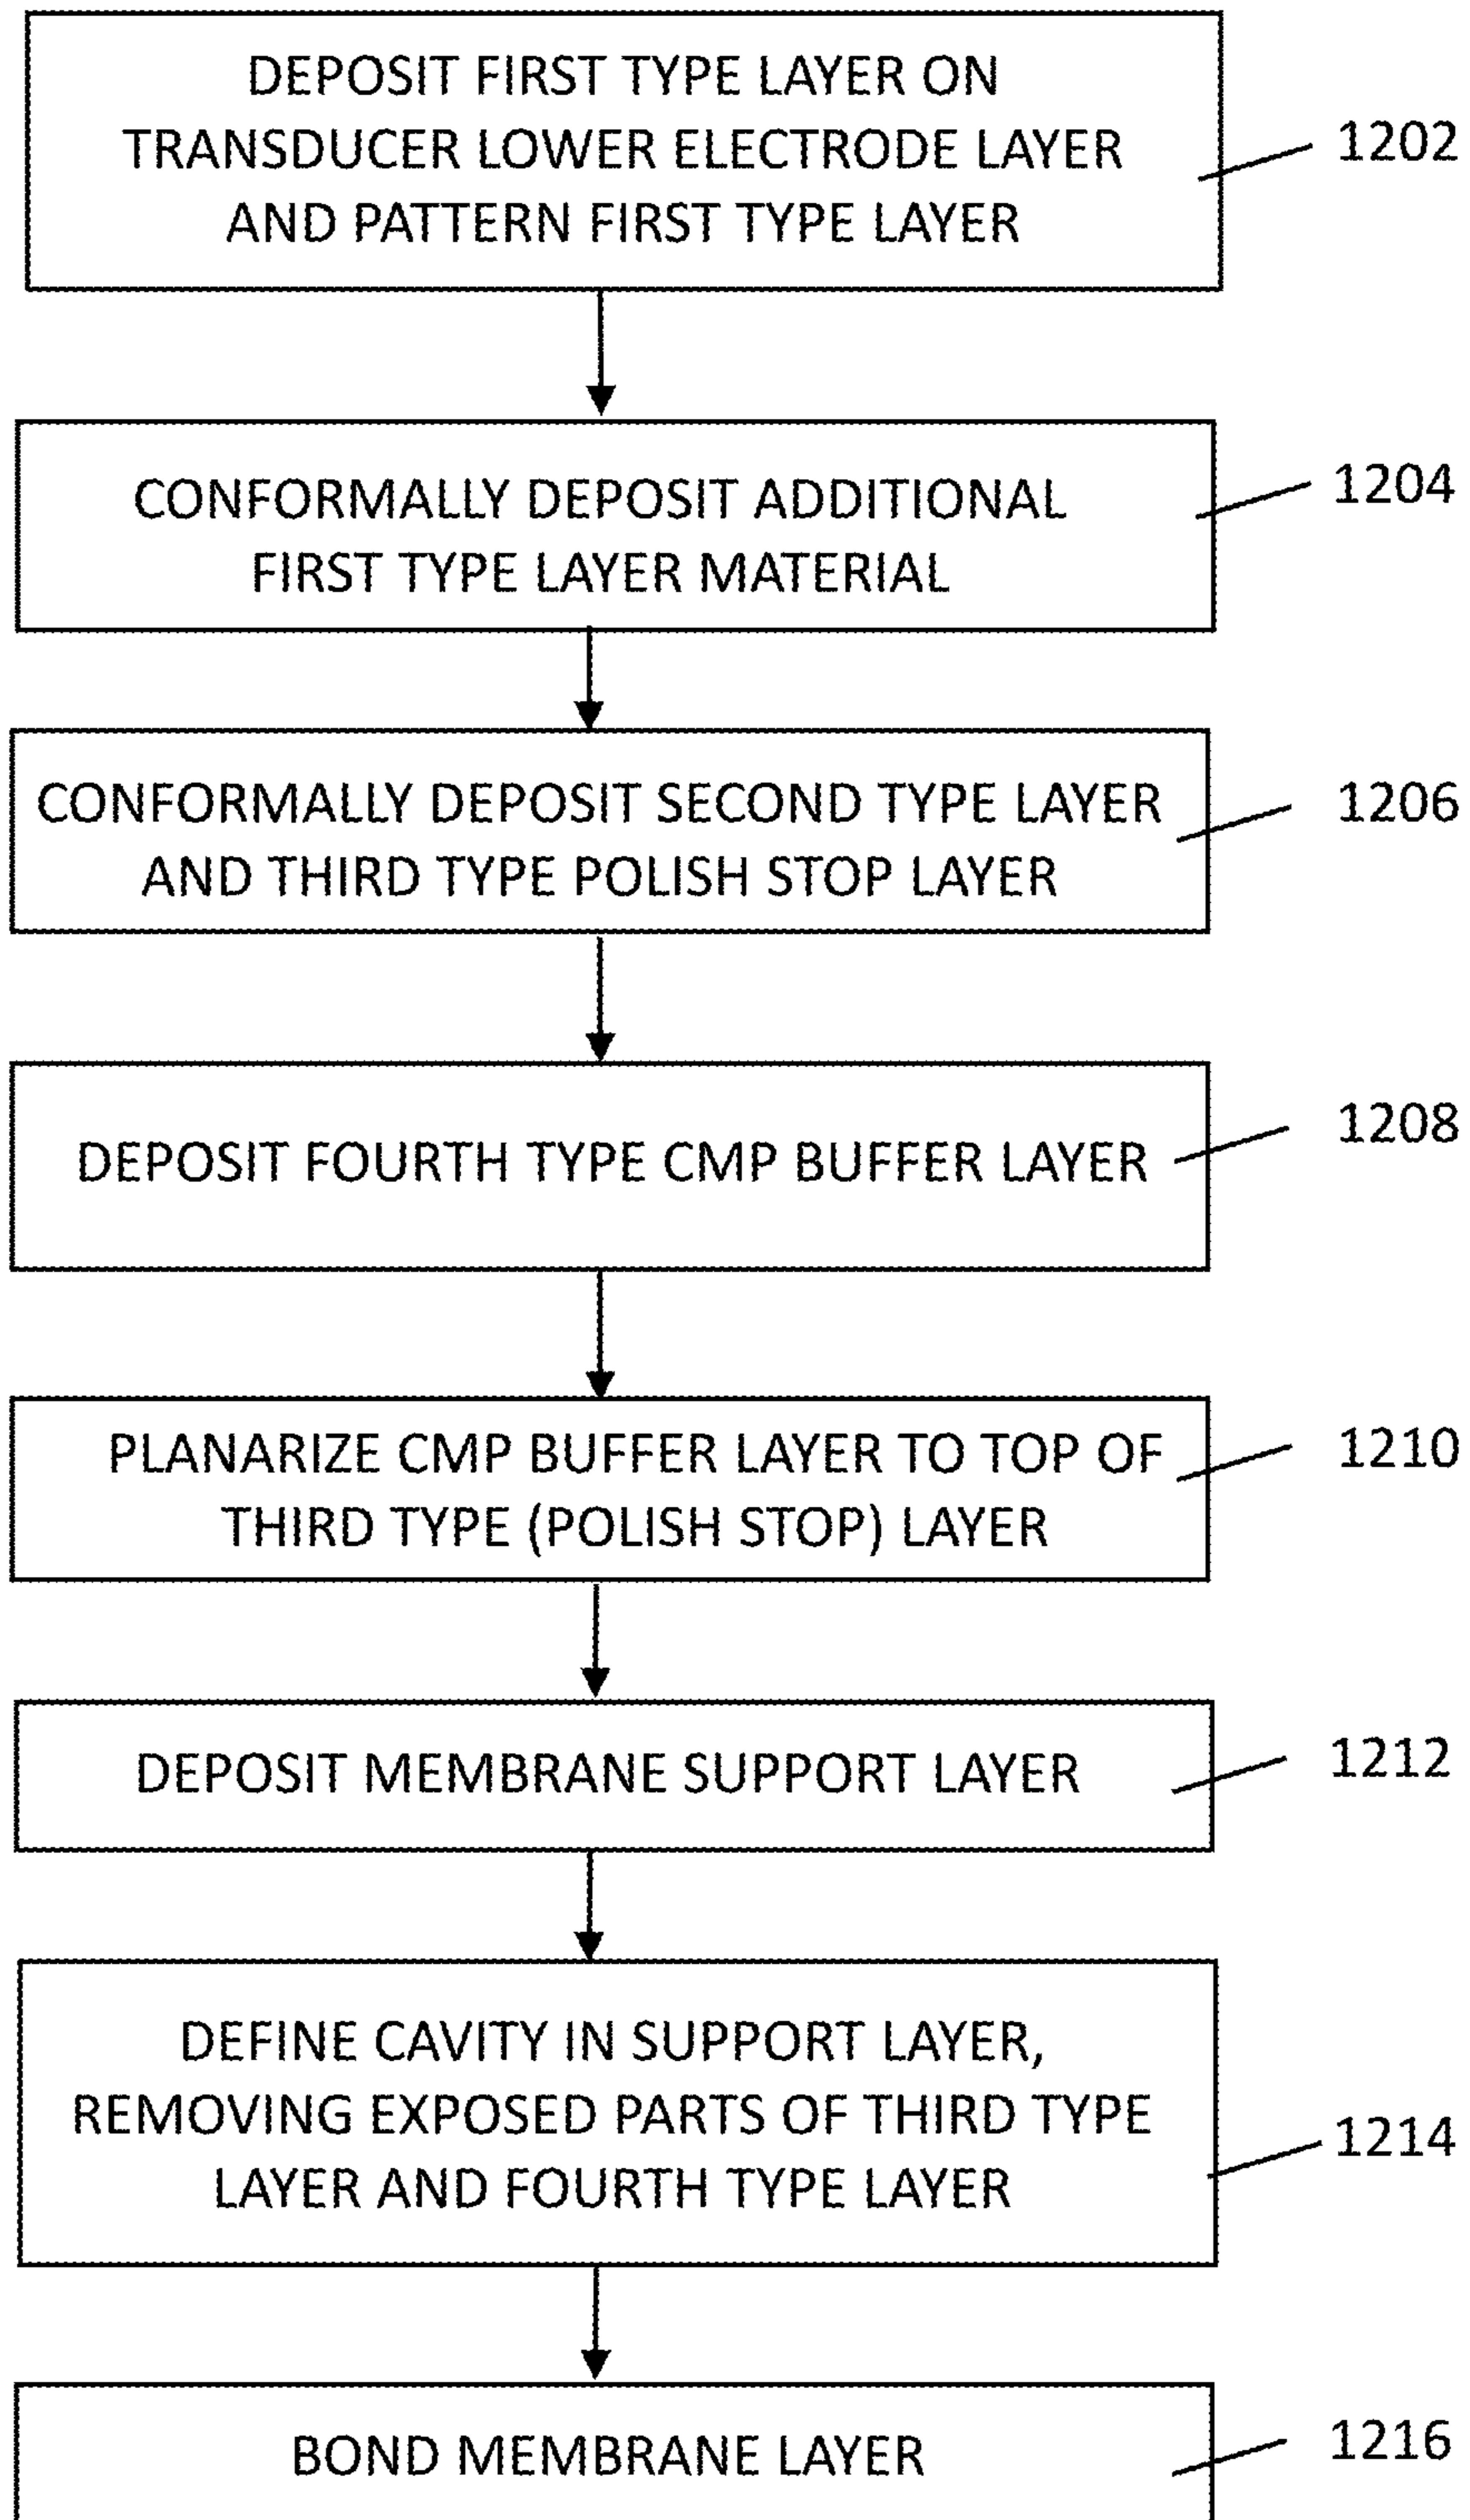 DEPOSIT FIRST TYPE LAYER ON
TRANSDUCER LOWER ELECTRODE LAYER
AND PATTERN FIRST TYPE LAYER
1202
CONFORMALLY DEPOSIT ADDITIONAL
FIRST TYPE LAYER MATERIAL
1204
CONFORMALLY DEPOSIT SECOND TYPE LAYER
AND THIRD TYPE POLISH STOP LAYER
1206
DEPOSIT FOURTH TYPE CMP BUFFER LAYER
1208
PLANARIZE CMP BUFFER LAYER TO TOP OF
THIRD TYPE (POLISH STOP) LAYER
1210
DEPOSIT MEMBRANE SUPPORT LAYER
1212
DEFINE CAVITY IN SUPPORT LAYER,
REMOVING EXPOSED PARTS OF THIRD TYPE
LAYER AND FOURTH TYPE LAYER
1214
BOND MEMBRANE LAYER
1216